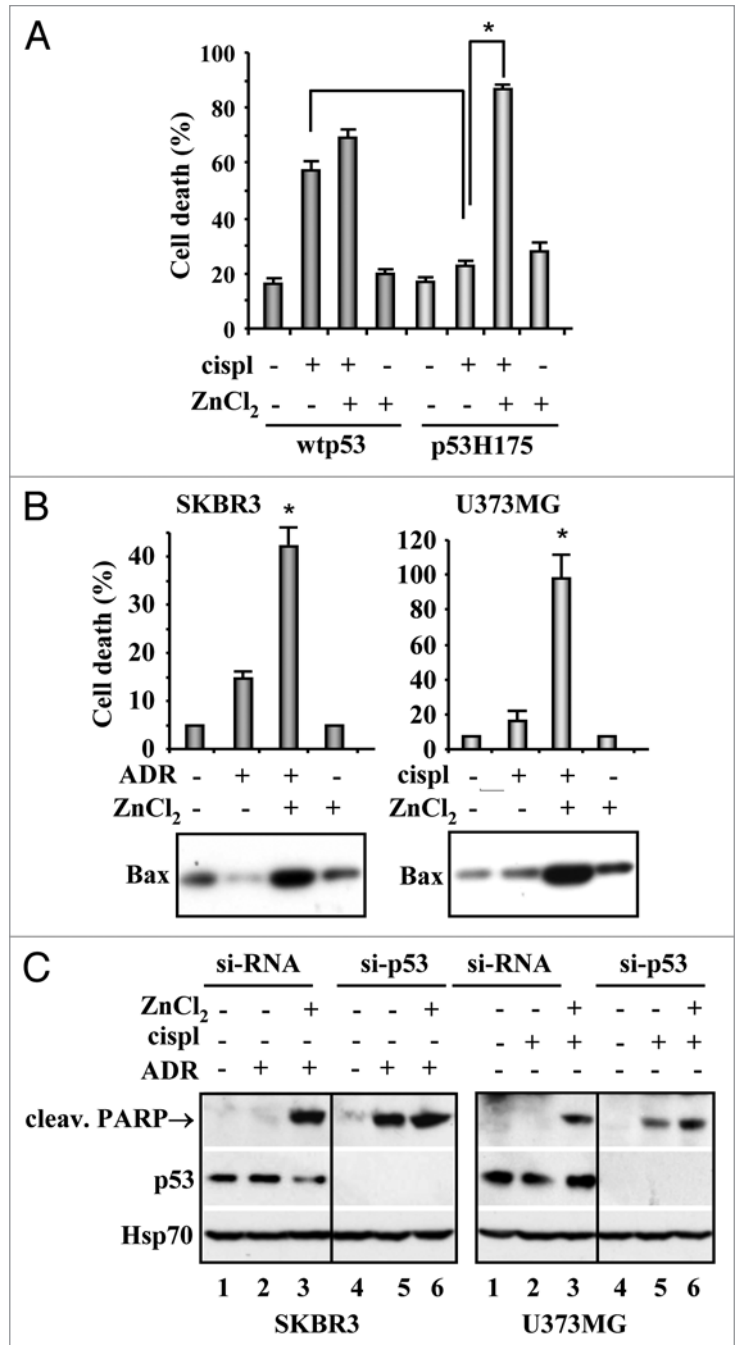 A
*
Cell death (%)
100
80
60
40
20
0
cispl - + + - - + + -
ZnCl2 - - + + - - + +
wtp53 p53H175
B
SKBR3 U373MG
Cell death (%)
40
30
20
10
0
*
120
100
80
60
40
20
0
*
ADR - + + -
ZnCl2 - - + +
cispl - + + -
ZnCl2 - - + +
Bax
Bax
C
si-RNA si-p53 si-RNA si-p53
ZnCl2 - - + - - + - - + - - +
cispl - - - - - - - + + - + +
ADR - + + - + + - - - - - -
cleav. PARP→
p53
Hsp70
1 2 3 4 5 6 1 2 3 4 5 6
SKBR3 U373MG